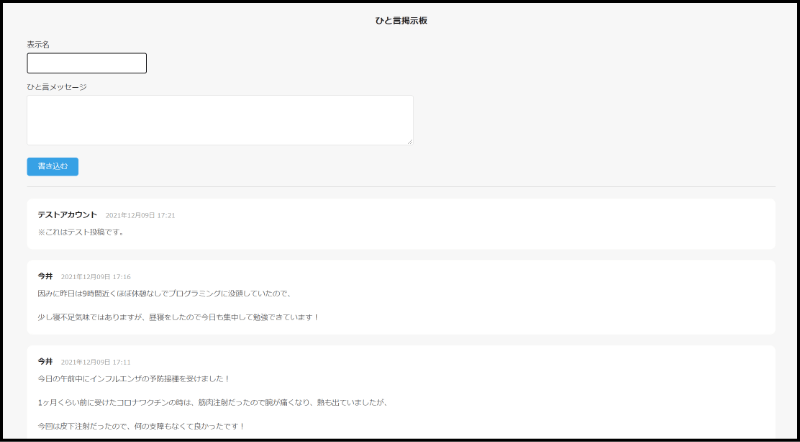 ひと言掲示板
表示名
ひと言メッセージ
書き込む
テストアカウント 2021年12月09日 17:21
※これはテスト投稿です。
今井 2021年12月09日 17:16
因みに昨日は9時間近くほぼ休憩なしでプログラミングに没頭していたので、
少し寝不足気味ではありますが、昼寝をしたので今日も集中して勉強できています！
今井 2021年12月09日 17:11
今日の午前中にインフルエンザの予防接種を受けました！
1ヶ月くらい前に受けたコロナワクチンの時は、筋肉注射だったので腕が痛くなり、熱も出ていましたが、
今回は皮下注射だったので、何の支障もなくて良かったです！